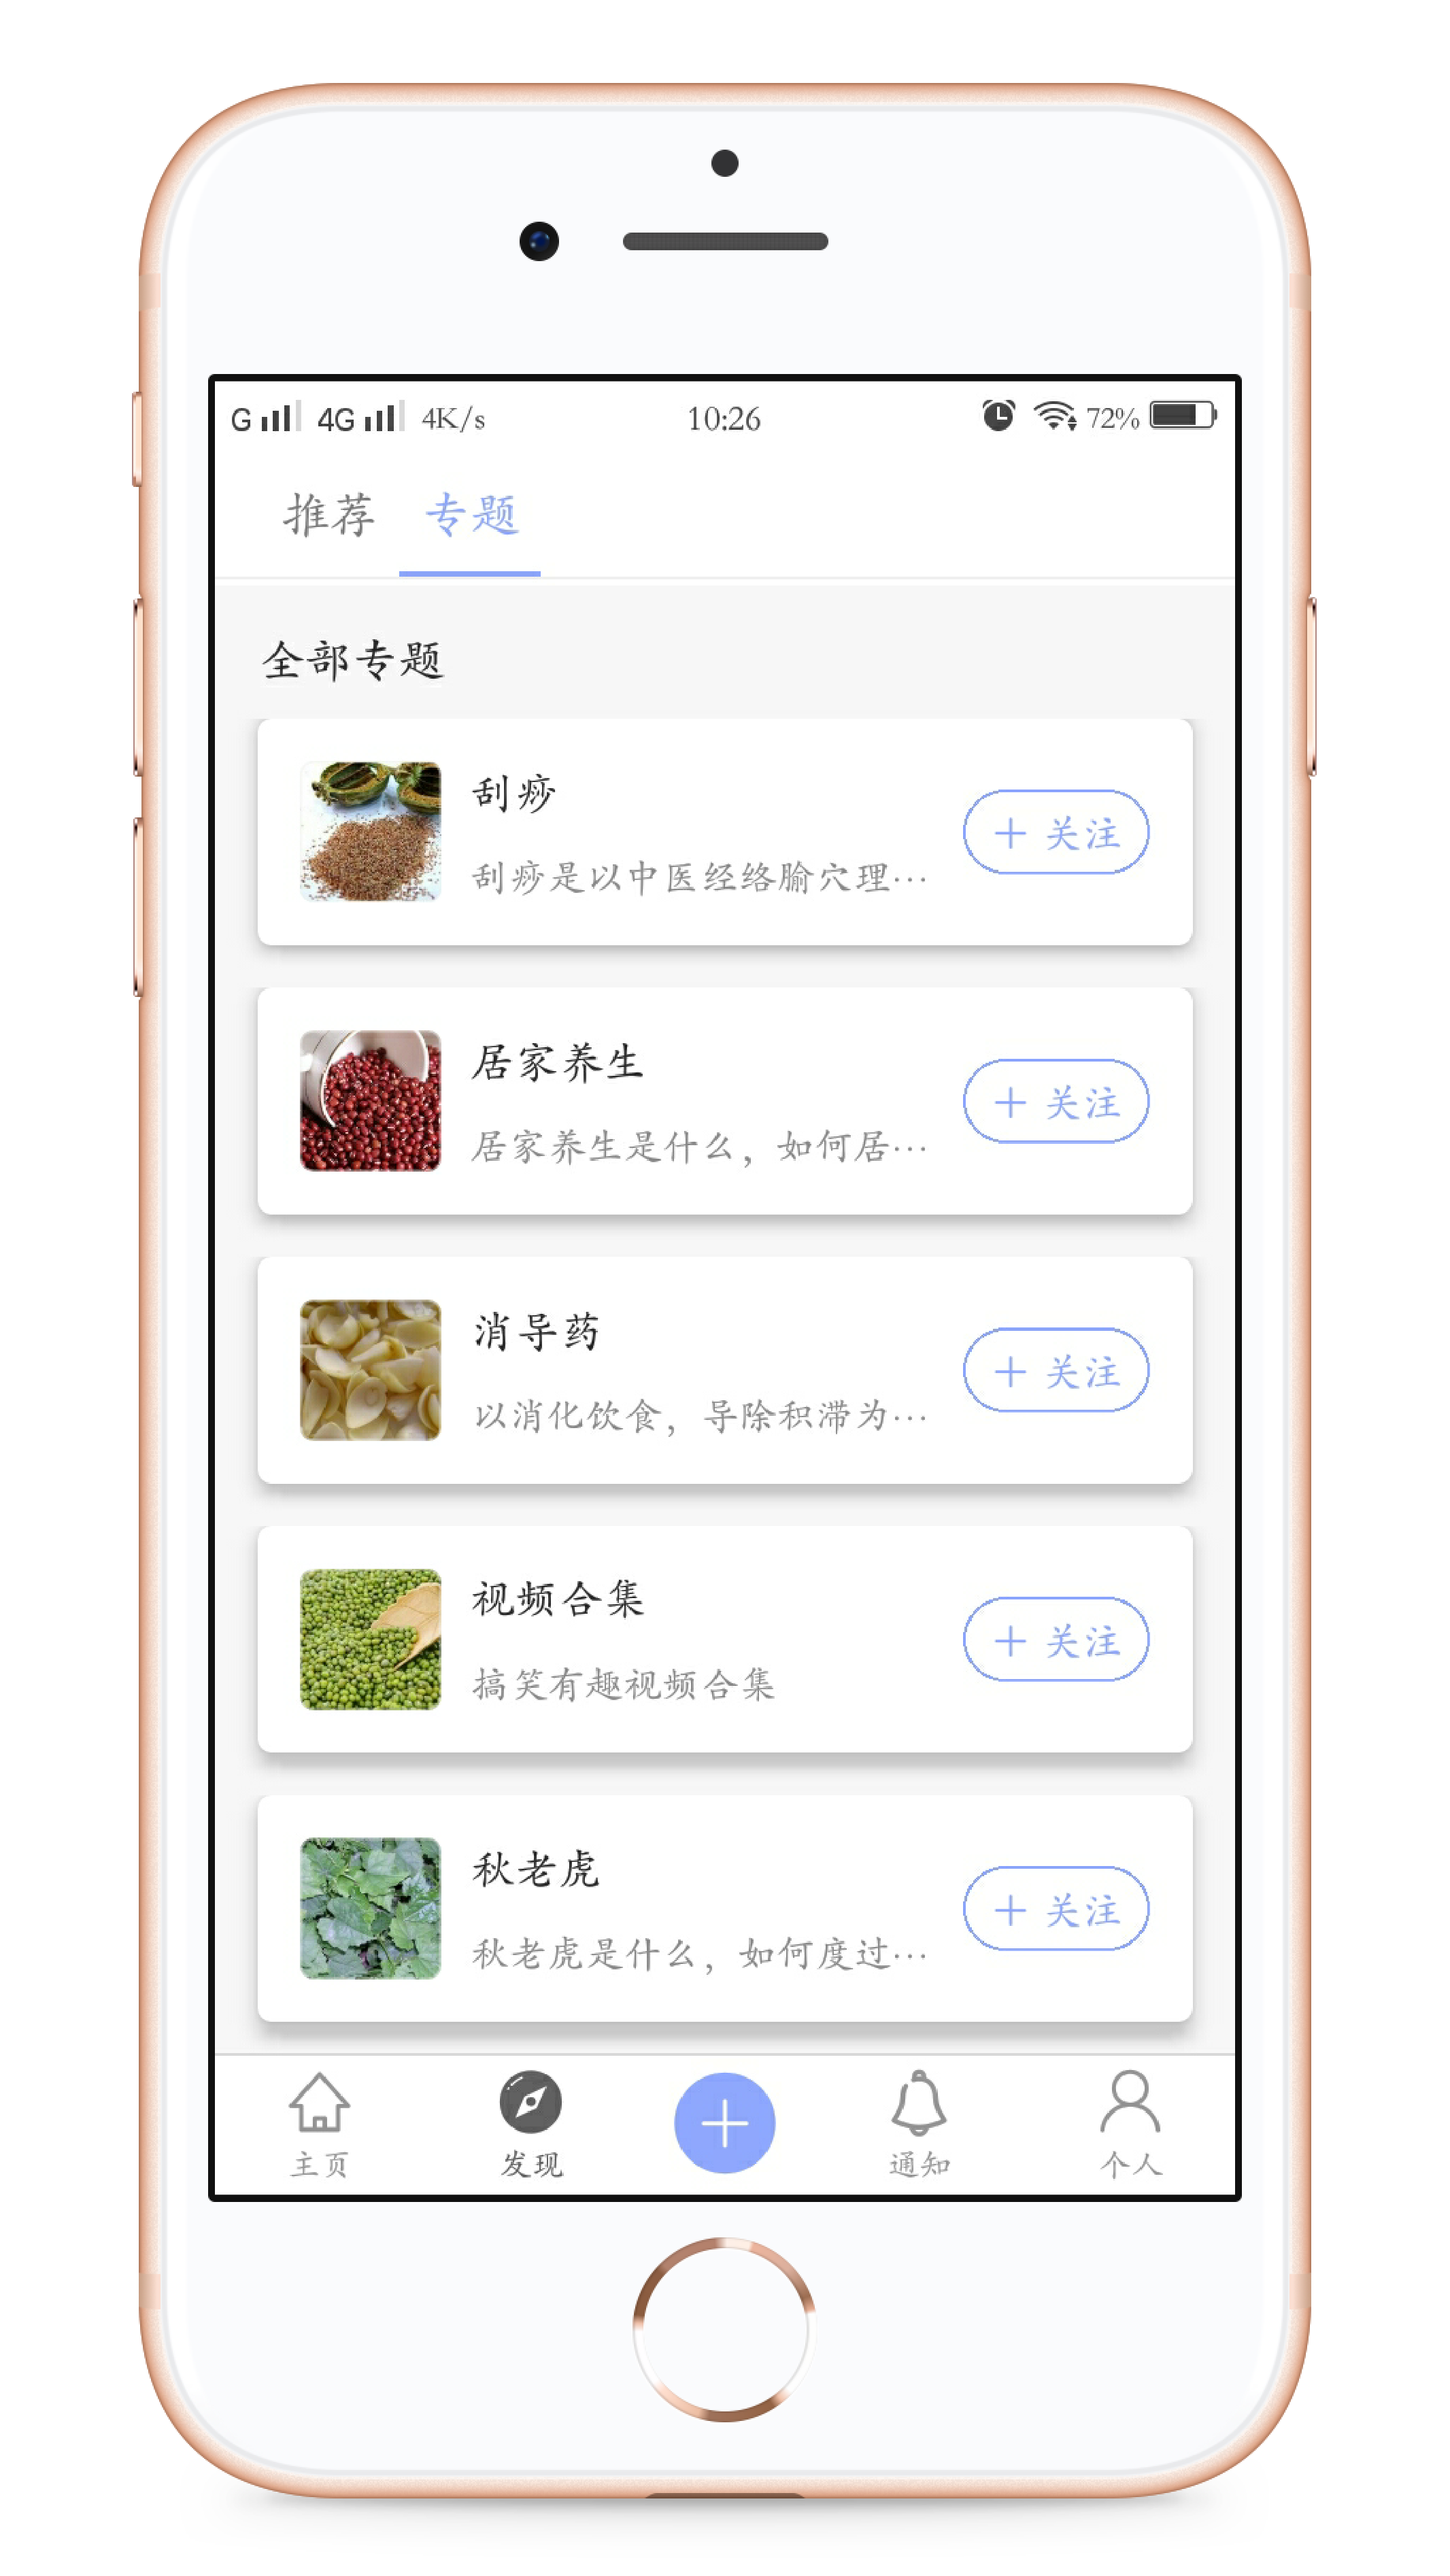 G 4G 4K/s 10:26 72%
推荐 专题
全部专题
刮痧
刮痧是以中医经络腧穴理…
+ 关注
居家养生
居家养生是什么，如何居…
+ 关注
消导药
以消化饮食，导除积滞为…
+ 关注
视频合集
搞笑有趣视频合集
+ 关注
秋老虎
秋老虎是什么，如何度过…
+ 关注
主页 发现 通知 个人